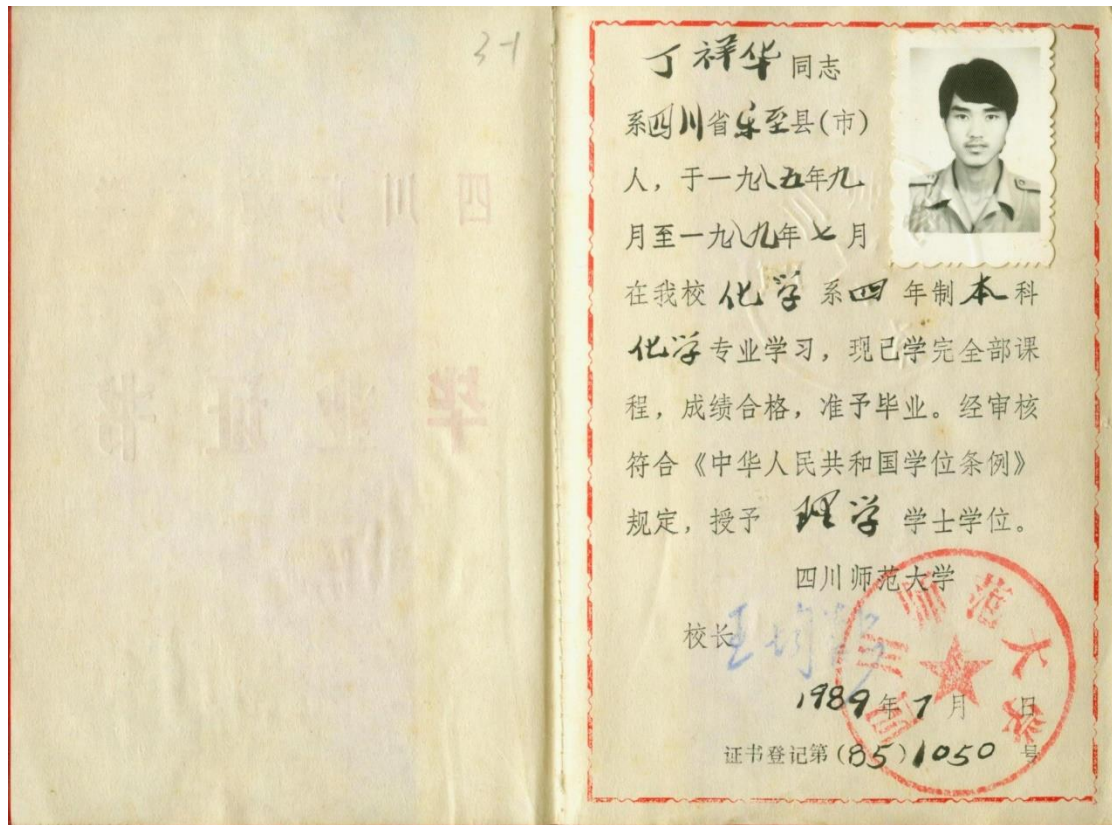 3-1
丁祥华同志
系四川省乐至县(市)
人，于一九八五年九
月至一九八九年七月
在我校化学系四年制本科
化学专业学习，现已学完全部课
程，成绩合格，准予毕业。经审核
符合《中华人民共和国学位条例》
规定，授予理学学士学位。
四川师范大学
校长
四川师范大学
1989年7月 日
证书登记第(85)1050号